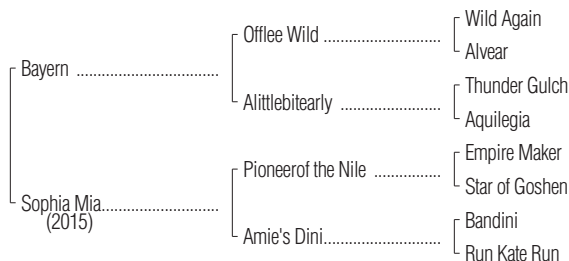 Wild Again
Offlee Wild ..............................
Alvear
Bayern ....................................
Thunder Gulch
Alittlebitearly .........................
Aquilegia
Empire Maker
Pioneerof the Nile .................
Star of Goshen
Sophia Mia..............................
(2015)
Bandini
Amie's Dini..............................
Run Kate Run